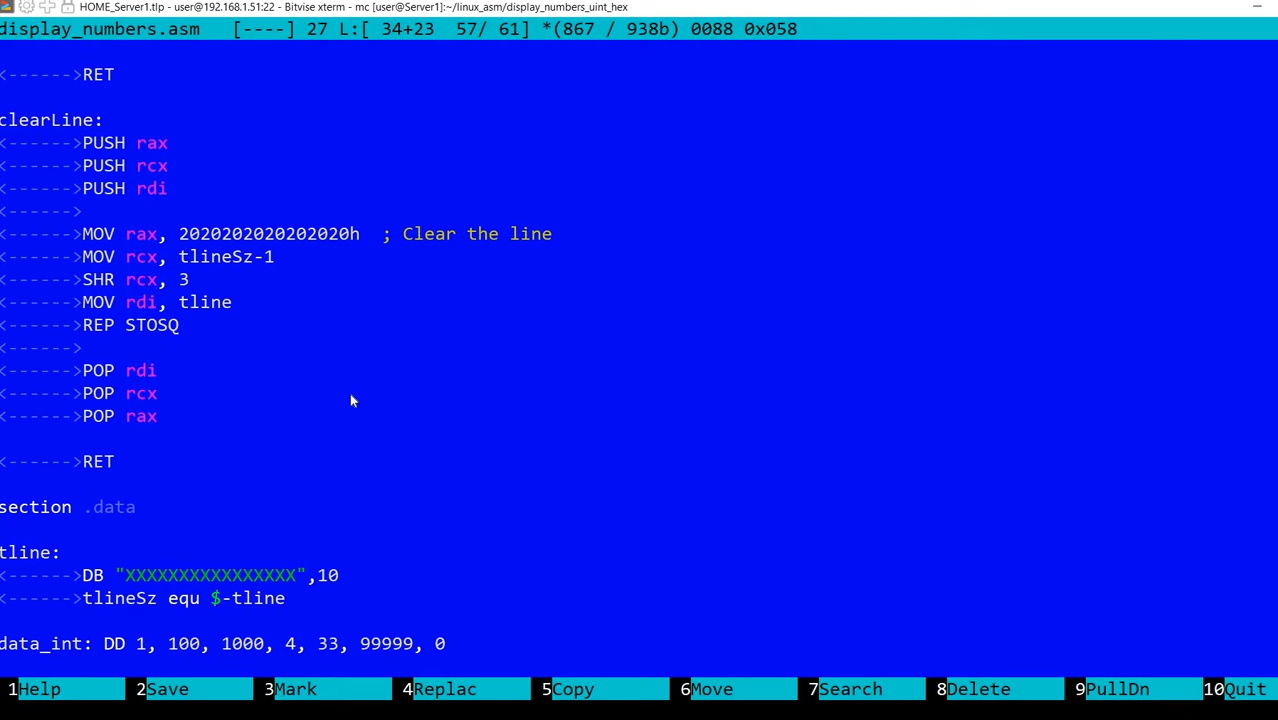 HOME_Server1.tlp - user@192.168.1.51:22 - Bitvise xterm - mc [user@Server1]:~/linux_asm/display_numbers_uint_hex
display_numbers.asm   [----] 27 L:[ 34+23  57/ 61] *(867 / 938b) 0088 0x058
<------>RET
clearLine:
<------>PUSH rax
<------>PUSH rcx
<------>PUSH rdi
<------>
<------>MOV rax, 2020202020202020h  ; Clear the line
<------>MOV rcx, tlineSz-1
<------>SHR rcx, 3
<------>MOV rdi, tline
<------>REP STOSQ
<------>
<------>POP rdi
<------>POP rcx
<------>POP rax
<------>RET
section .data
tline:
<------>DB "XXXXXXXXXXXXXXXX",10
<------>tlineSz equ $-tline
data_int: DD 1, 100, 1000, 4, 33, 99999, 0
1Help 2Save 3Mark 4Replac 5Copy 6Move 7Search 8Delete 9PullDn 10Quit